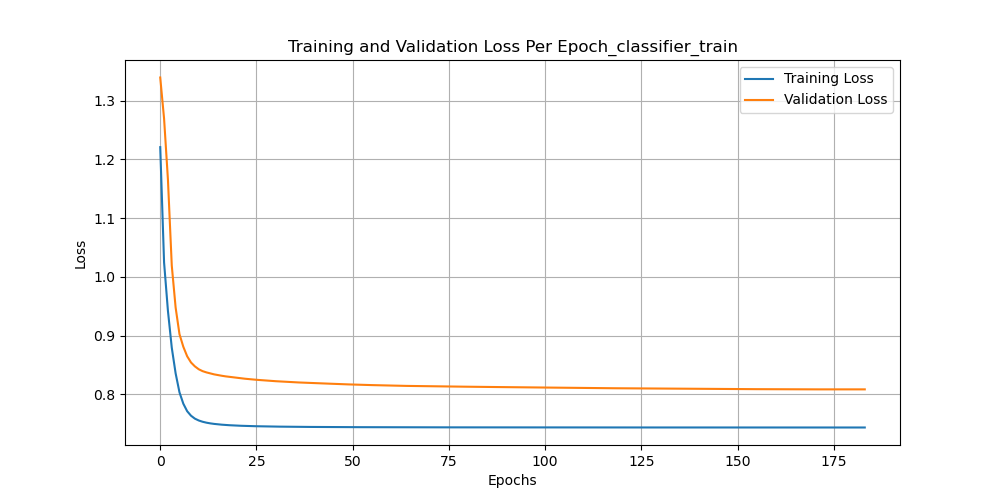 Training and Validation Loss Per Epoch_classifier_train
Training Loss
Validation Loss
1.3
1.2
1.1
1.0
0.9
0.8
Loss
0
25
50
75
100
125
150
175
Epochs